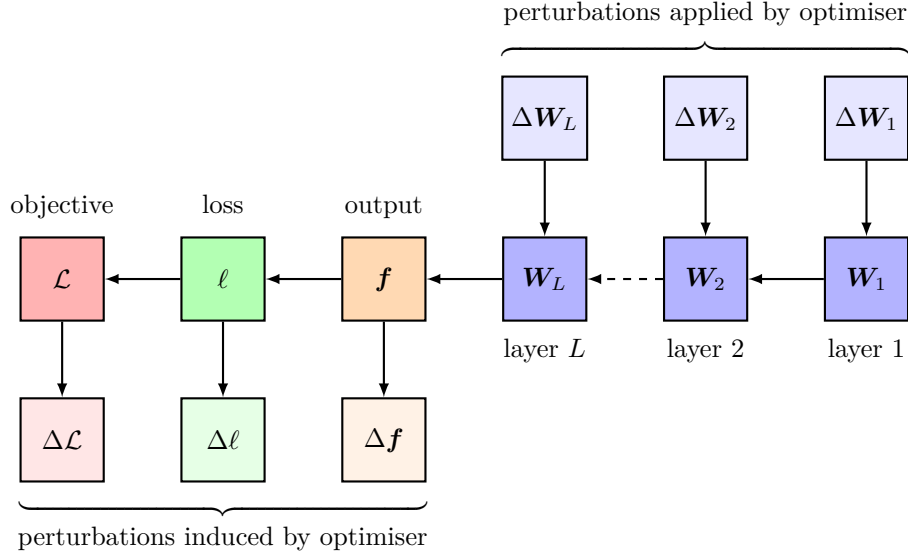 perturbations applied by optimiser
Δ𝑾_L Δ𝑾_2 Δ𝑾_1
objective loss output
ℒ ℓ 𝒇 𝑾_L 𝑾_2 𝑾_1
layer L layer 2 layer 1
Δℒ Δℓ Δ𝒇
perturbations induced by optimiser